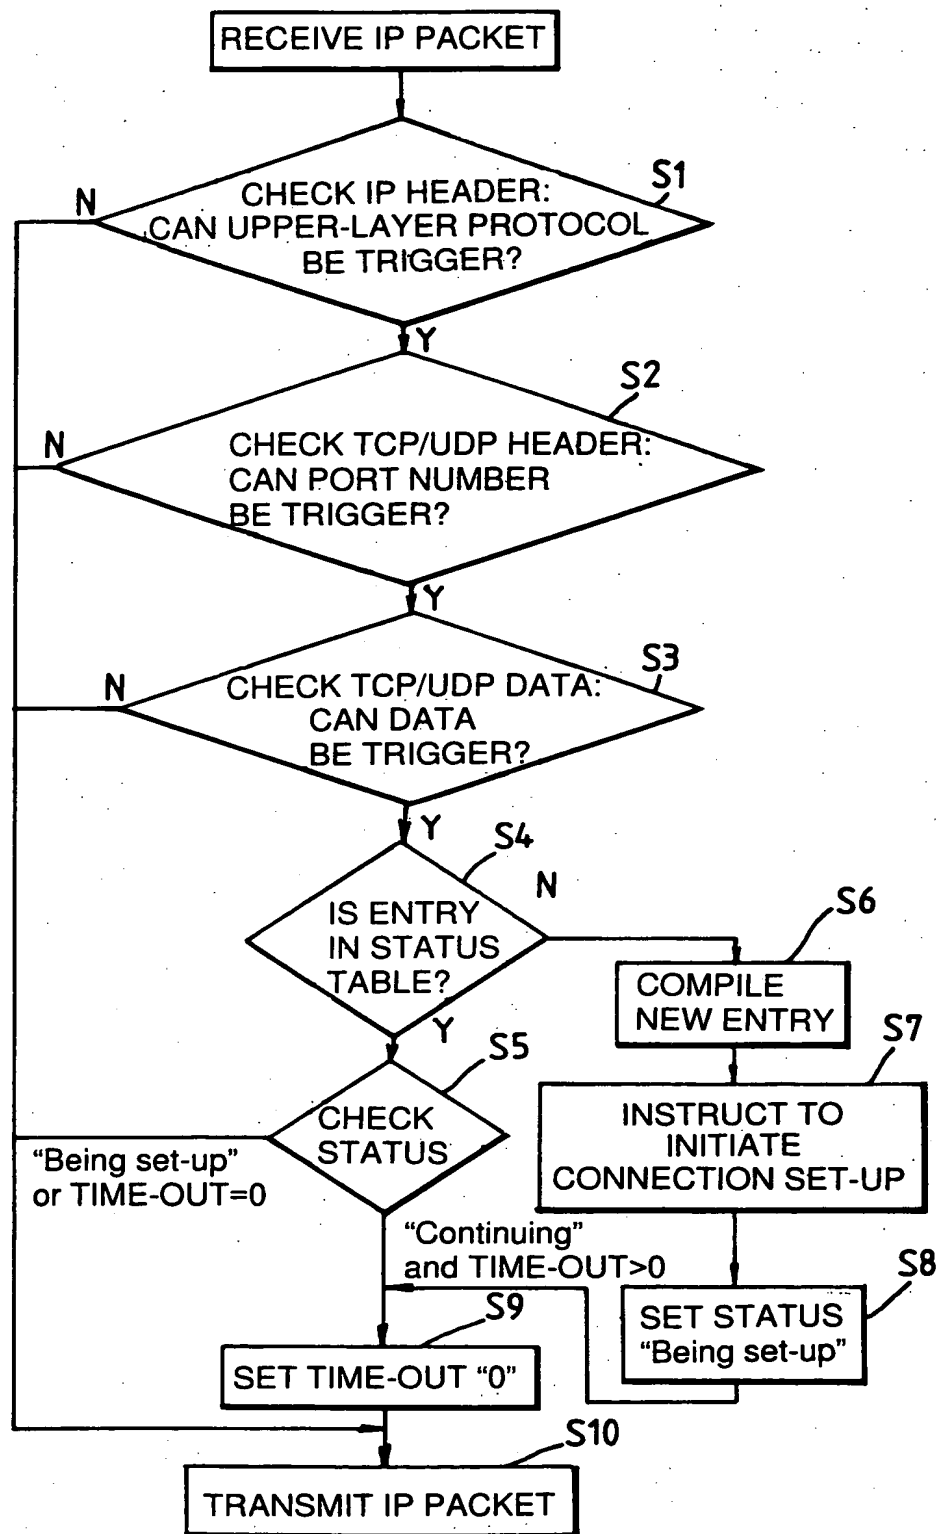 RECEIVE IP PACKET
S1
N
CHECK IP HEADER:
CAN UPPER-LAYER PROTOCOL
BE TRIGGER?
Y
S2
N
CHECK TCP/UDP HEADER:
CAN PORT NUMBER
BE TRIGGER?
Y
S3
N
CHECK TCP/UDP DATA:
CAN DATA
BE TRIGGER?
Y
S4
N
IS ENTRY
IN STATUS
TABLE?
Y
S6
COMPILE
NEW ENTRY
S5
CHECK
STATUS
S7
INSTRUCT TO
INITIATE
CONNECTION SET-UP
“Being set-up”
or TIME-OUT=0
“Continuing”
and TIME-OUT>0
S8
SET STATUS
“Being set-up”
S9
SET TIME-OUT “0”
S10
TRANSMIT IP PACKET